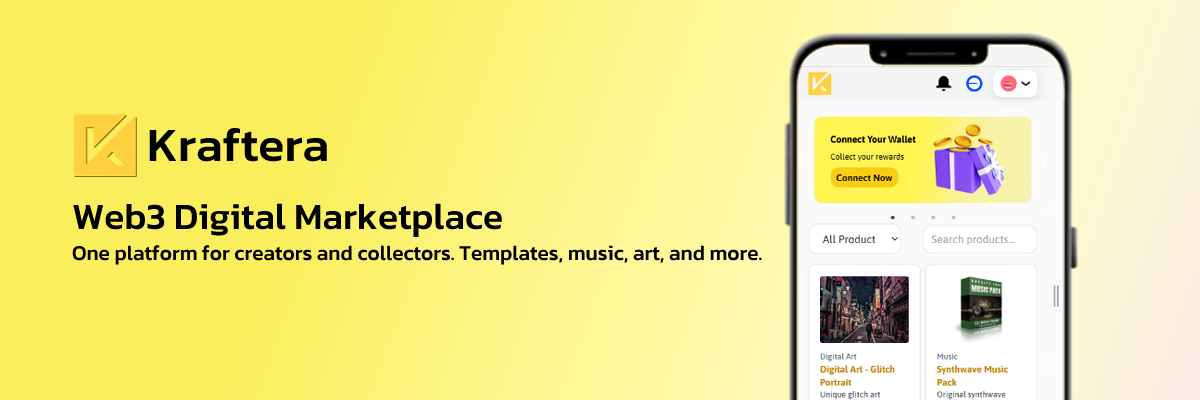 Kraftera
Web3 Digital Marketplace
One platform for creators and collectors. Templates, music, art, and more.
Connect Your Wallet
Collect your rewards
Connect Now
All Product
Search products...
Digital Art
Digital Art - Glitch
Portrait
Unique glitch art
MUSIC PACK
Music
Synthwave Music
Pack
Original synthwave